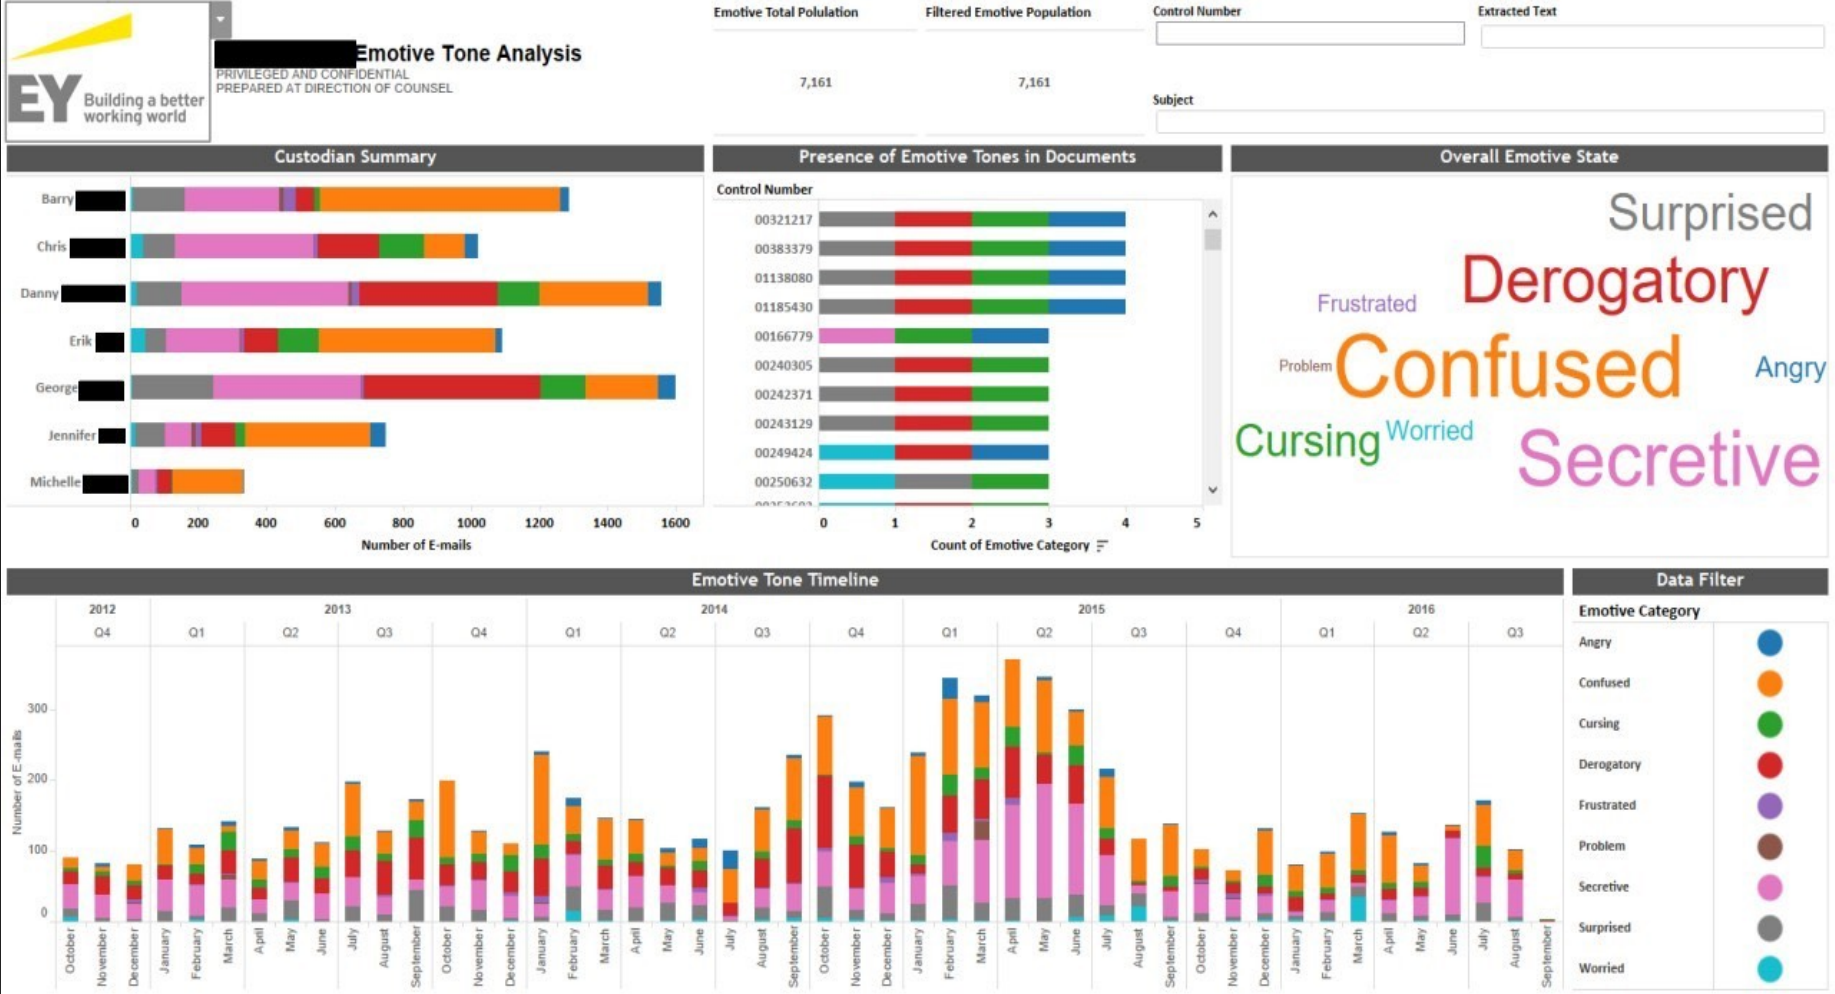 EY
Building a better
working world
Emotive Tone Analysis
PRIVILEGED AND CONFIDENTIAL
PREPARED AT DIRECTION OF COUNSEL
Emotive Total Polulation
7,161
Filtered Emotive Population
7,161
Control Number
Extracted Text
Subject
Custodian Summary
Barry
Chris
Danny
Erik
George
Jennifer
Michelle
0 200 400 600 800 1000 1200 1400 1600
Number of E-mails
Presence of Emotive Tones in Documents
Control Number
00321217
00383379
01138080
01185430
00166779
00240305
00242371
00243129
00249424
00250632
0 1 2 3 4 5
Count of Emotive Category
Overall Emotive State
Surprised
Derogatory
Frustrated
Confused
Problem
Angry
Cursing
Worried
Secretive
Emotive Tone Timeline
2012 2013 2014 2015 2016
Q4 Q1 Q2 Q3 Q4 Q1 Q2 Q3 Q4 Q1 Q2 Q3 Q4 Q1 Q2 Q3
Number of E-mails
300
200
100
0
October November December January February March April May June July August September October November December January February March April May June July August September October November December January February March April May June July August September October November December January February March April May June July August September
Data Filter
Emotive Category
Angry
Confused
Cursing
Derogatory
Frustrated
Problem
Secretive
Surprised
Worried